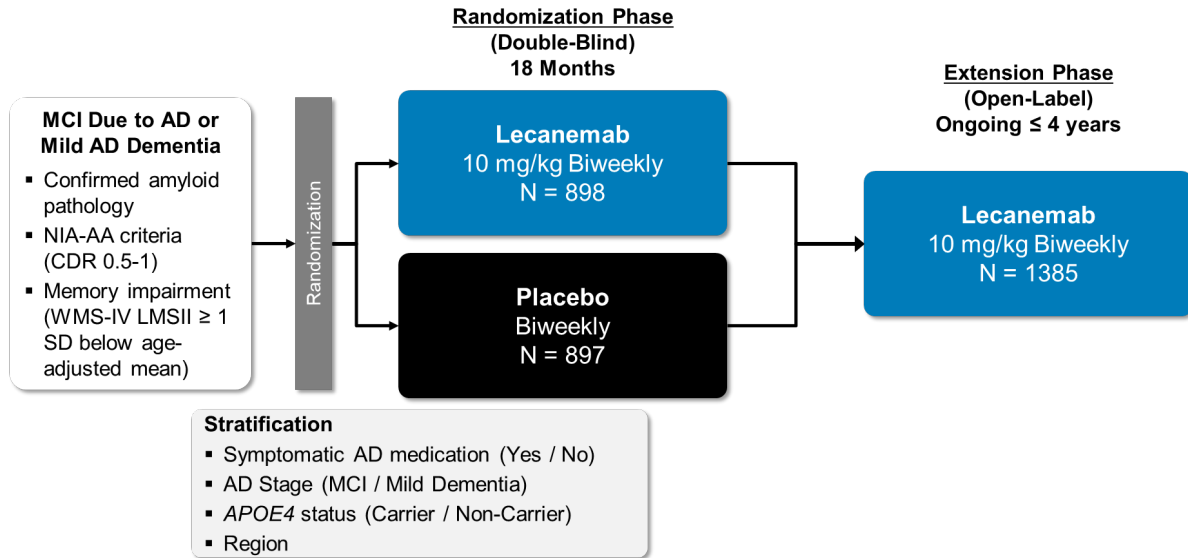 MCI Due to AD or
Mild AD Dementia
▪ Confirmed amyloid
pathology
▪ NIA-AA criteria
(CDR 0.5-1)
▪ Memory impairment
(WMS-IV LMSII ≥ 1
SD below age-
adjusted mean)
Randomization
Randomization Phase
(Double-Blind)
18 Months
Lecanemab
10 mg/kg Biweekly
N = 898
Placebo
Biweekly
N = 897
Extension Phase
(Open-Label)
Ongoing ≤ 4 years
Lecanemab
10 mg/kg Biweekly
N = 1385
Stratification
▪ Symptomatic AD medication (Yes / No)
▪ AD Stage (MCI / Mild Dementia)
▪ APOE4 status (Carrier / Non-Carrier)
▪ Region